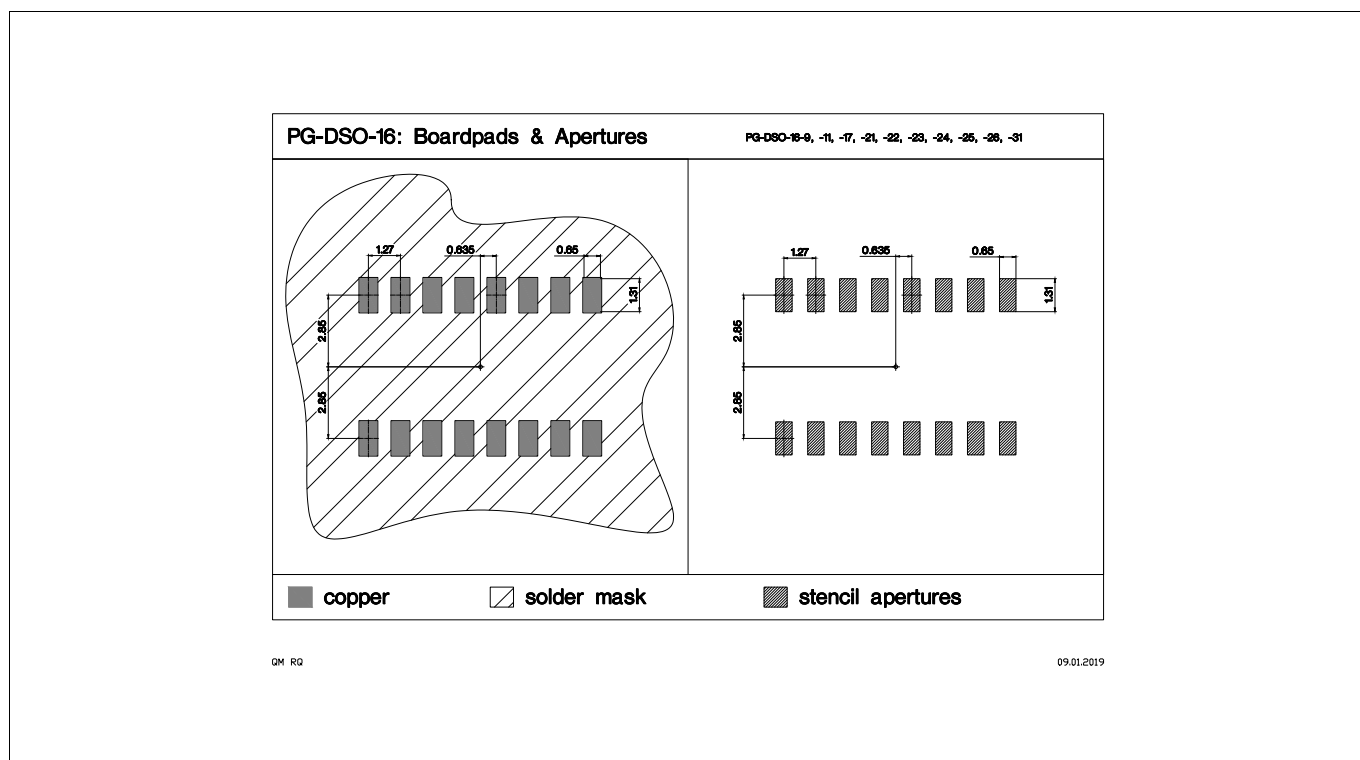 PG-DSO-16: Boardpads & Apertures
PG-DSO-16-9, -11, -17, -21, -22, -23, -24, -25, -26, -31
1.27
0.635
0.65
1.31
2.85
2.85
1.27
0.635
0.65
1.31
2.85
2.85
copper
solder mask
stencil apertures
QM RQ
09.01.2019